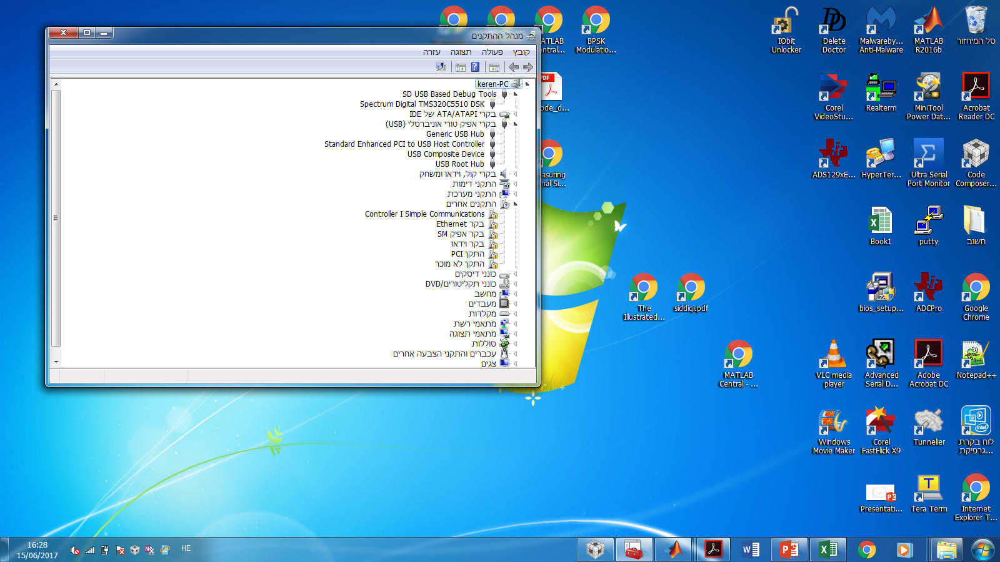 מנהל ההתקנים
קובץ פעולה תצוגה עזרה
keren-PC
SD USB Based Debug Tools
Spectrum Digital TMS320C5510 DSK
בקרי ATA/ATAPI של IDE
בקרי אפיק טורי אוניברסלי (USB)
Generic USB Hub
Standard Enhanced PCI to USB Host Controller
USB Composite Device
USB Root Hub
בקרי קול, וידאו ומשחק
התקני דימות
התקני מערכת
התקנים אחרים
Controller I Simple Communications
בקר Ethernet
בקר אפיק SM
בקר וידאו
התקן PCI
התקן לא מוכר
כונני דיסקים
כונני תקליטורים/DVD
מחשב
מעבדים
מקלדות
מתאמי רשת
מתאמי תצוגה
סוללות
עכברים והתקני הצבעה אחרים
צגים
ATLAB
entral...
BPSK
Modulatio...
PDF
ode_d...
asuring
nal Si...
The
Illustrated...
siddiqi.pdf
MATLAB
Central - ...
IObit
Unlocker
Delete
Doctor
Malwareby...
Anti-Malware
MATLAB
R2016b
סל המיחזור
Corel
VideoStu...
Realterm
MiniTool
Power Dat...
Acrobat
Reader DC
ADS129xE...
HyperTer...
Ultra Serial
Port Monitor
Code
Composer...
Book1
putty
חשוב
bios_setup...
ADCPro
Google
Chrome
VLC media
player
Advanced
Serial D...
Adobe
Acrobat DC
Notepad++
Windows
Movie Maker
Corel
FastFlick X9
Tunnelier
לוח בקרת
גרפיקת...
Presentati...
Tera Term
Internet
Explorer T...
16:28
15/06/2017
HE